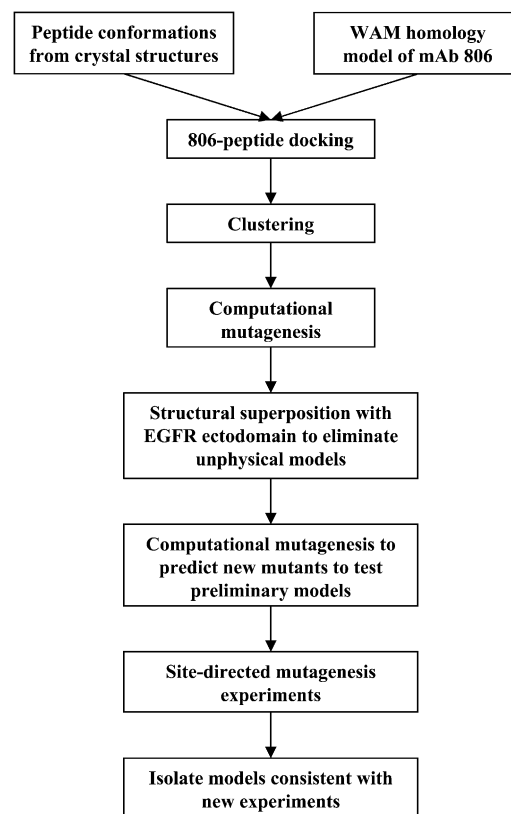 Peptide conformations
from crystal structures
WAM homology
model of mAb 806
806-peptide docking
Clustering
Computational
mutagenesis
Structural superposition with
EGFR ectodomain to eliminate
unphysical models
Computational mutagenesis to
predict new mutants to test
preliminary models
Site-directed mutagenesis
experiments
Isolate models consistent with
new experiments